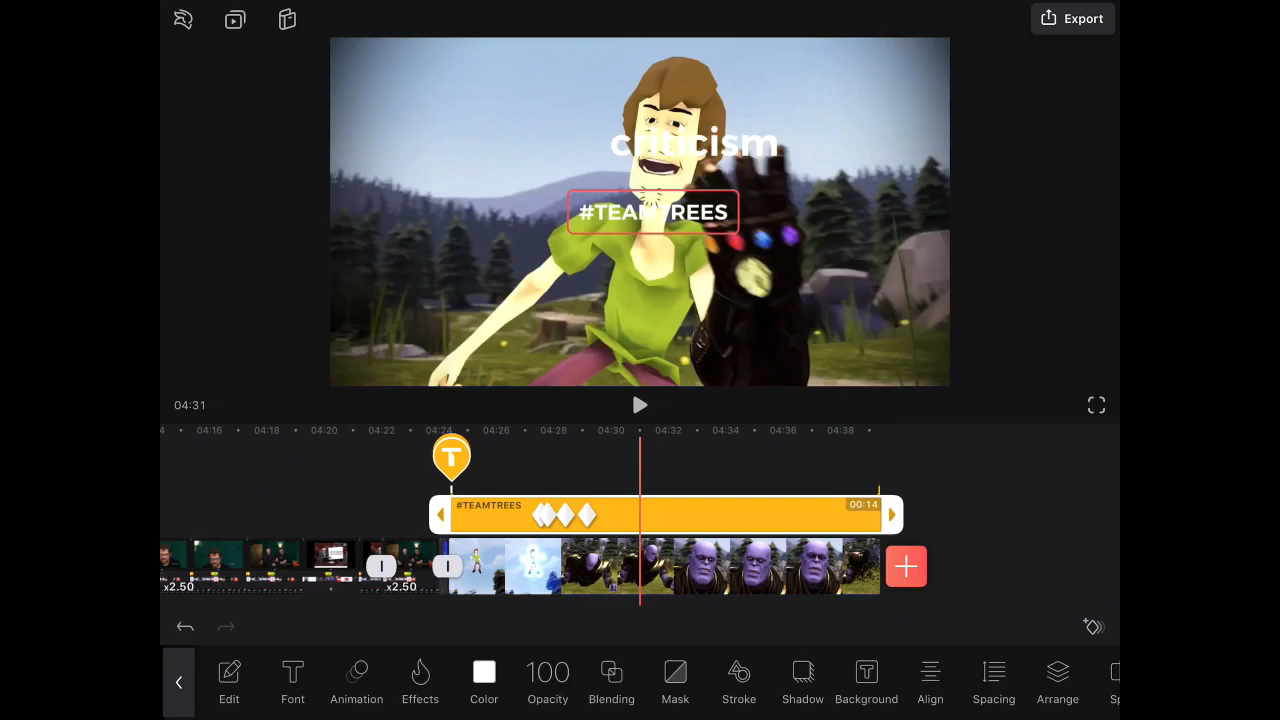 Export
criticism
#TEAMTREES
04:31
4 04:16 04:18 04:20 04:22 04:24 04:26 04:28 04:30 04:32 04:34 04:36 04:38
T
#TEAMTREES 00:14
x2.50 x2.50
100
Edit Font Animation Effects Color Opacity Blending Mask Stroke Shadow Background Align Spacing Arrange Sp